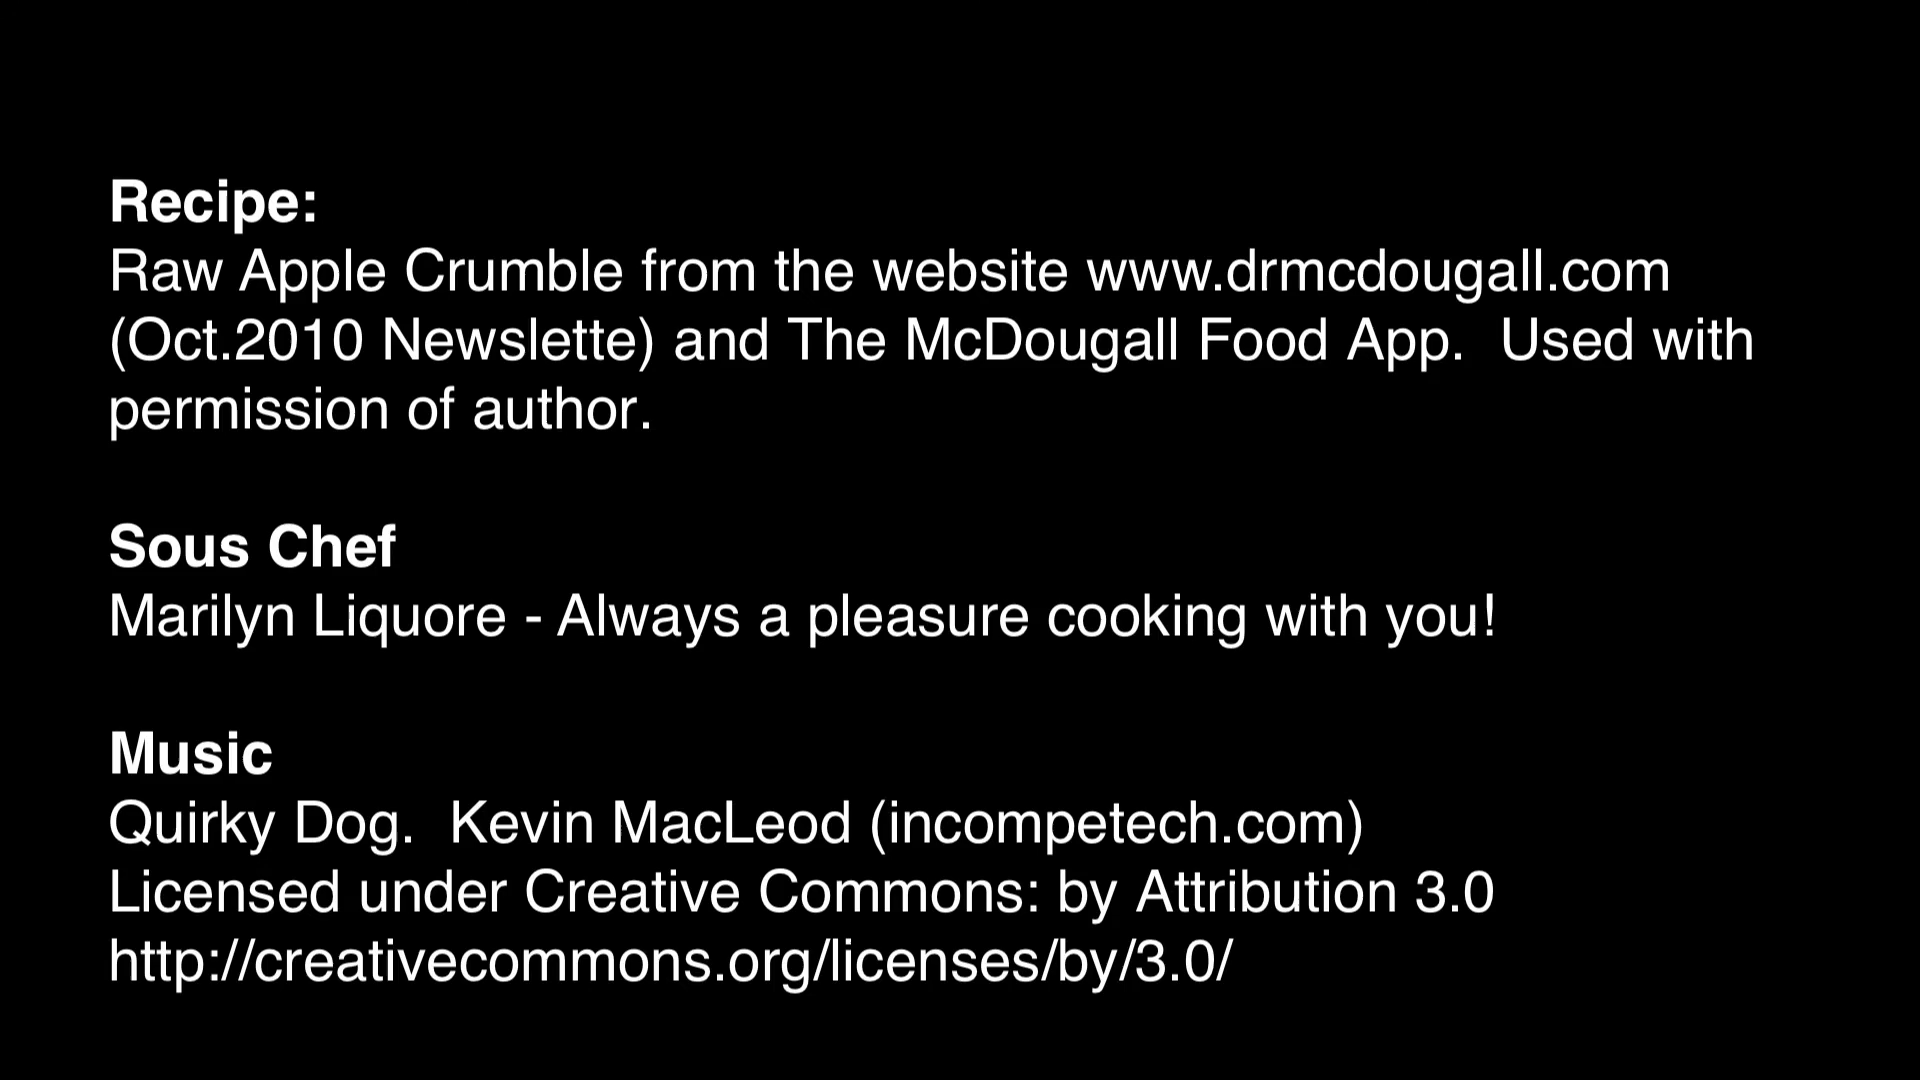 Recipe:
Raw Apple Crumble from the website www.drmcdougall.com
(Oct.2010 Newslette) and The McDougall Food App.  Used with
permission of author.
Sous Chef
Marilyn Liquore - Always a pleasure cooking with you!
Music
Quirky Dog.  Kevin MacLeod (incompetech.com)
Licensed under Creative Commons: by Attribution 3.0
http://creativecommons.org/licenses/by/3.0/